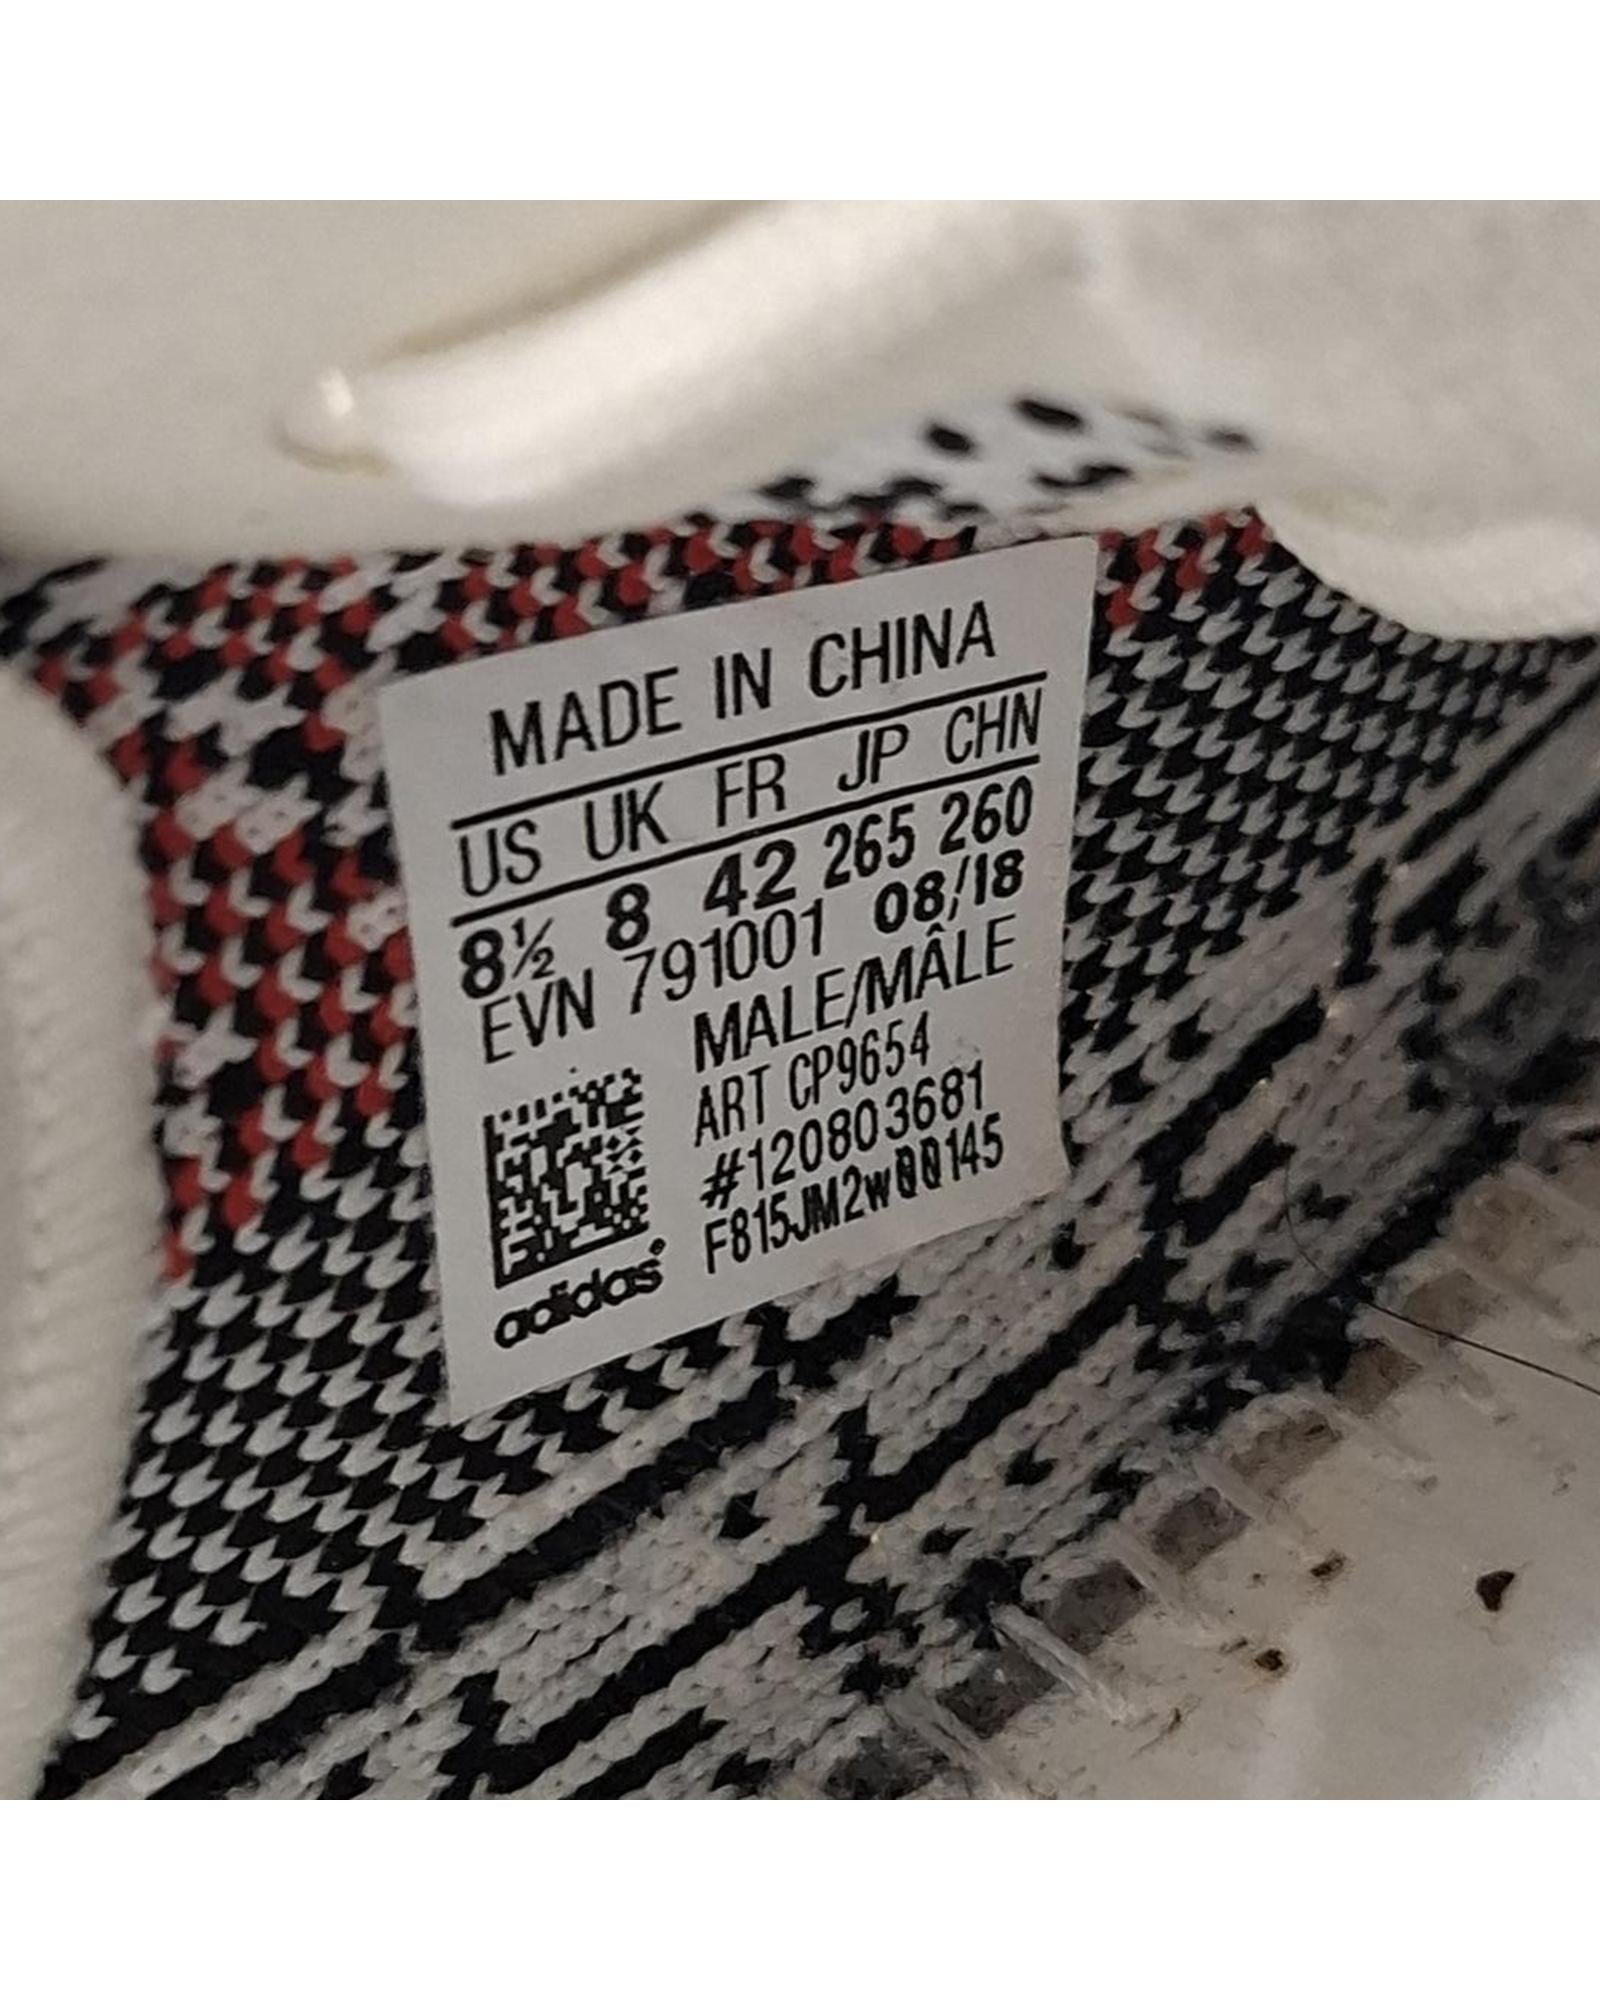 MADE IN CHINA
US UK FR JP CHN
8½ 8 42 265 260
EVN 791001 08/18
MALE/MÂLE
ART CP9654
#120803681
F815JM2w00145
adidas®